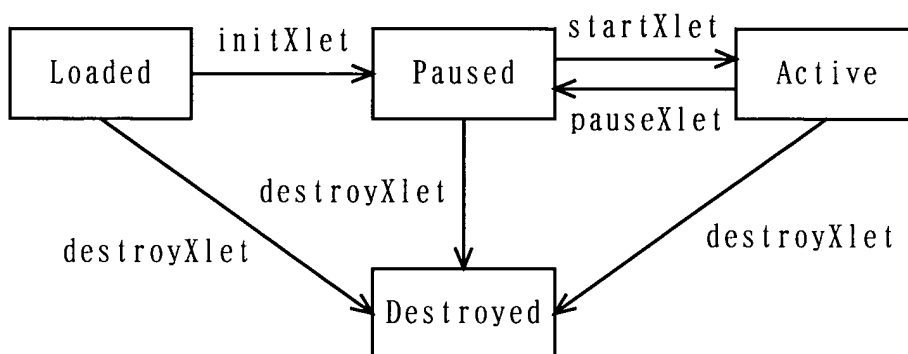 initXlet
startXlet
Loaded
Paused
Active
pauseXlet
destroyXlet
destroyXlet
destroyXlet
Destroyed